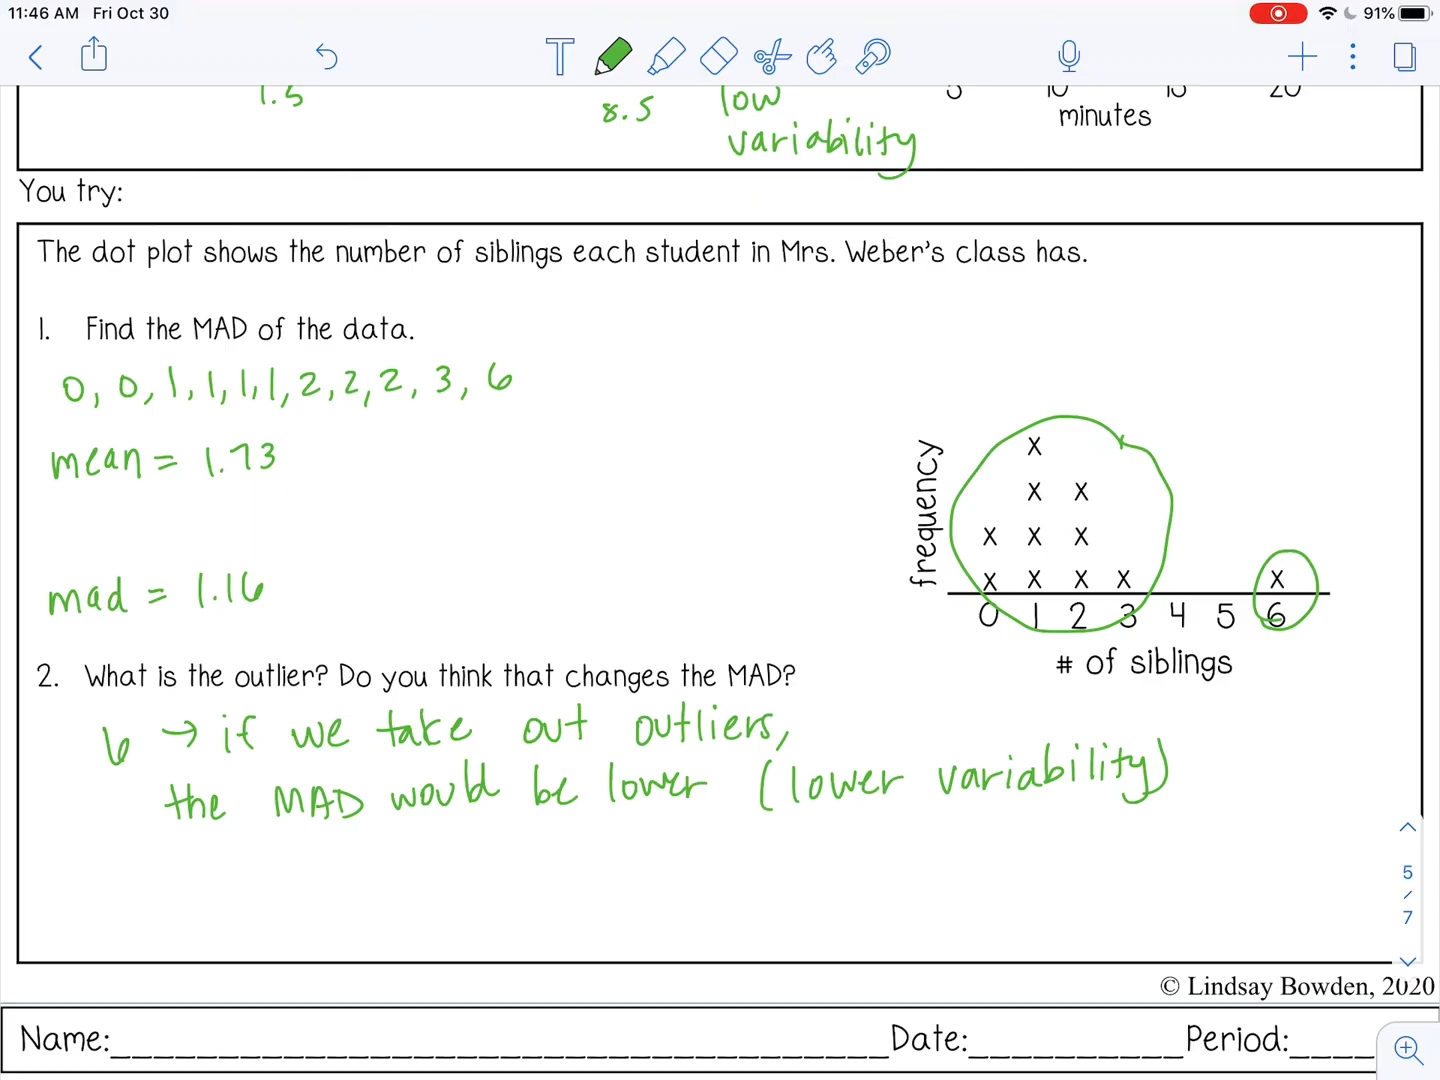 11:46 AM Fri Oct 30
91%
T
1.5
8.5
low
variability
20
minutes
You try:
The dot plot shows the number of siblings each student in Mrs. Weber's class has.
1. Find the MAD of the data.
0, 0, 1, 1, 1, 1, 2, 2, 2, 3, 6
mean = 1.73
mad = 1.16
frequency
x
x x
x x x
x x x x x
0 1 2 3 4 5 6
# of siblings
2. What is the outlier? Do you think that changes the MAD?
6 → if we take out outliers,
the MAD would be lower (lower variability)
5
/
7
© Lindsay Bowden, 2020
Name:____________________ Date:__________ Period:____